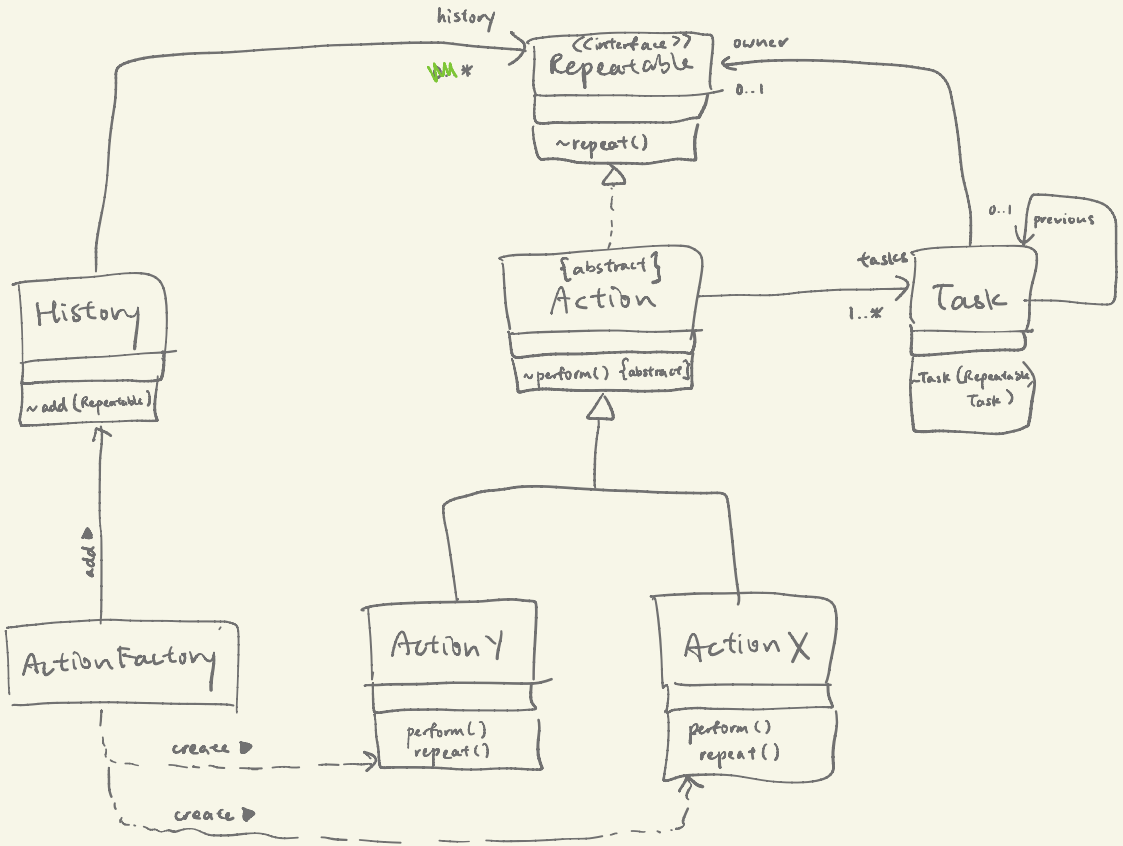 history
*
<<interface>>
Repeatable
~repeat()
owner
0..1
0..1
previous
{abstract}
Action
~perform() {abstract}
tasks
1..*
Task
~Task(Repeatable,
Task)
History
~add(Repeatable)
add ▶
ActionFactory
ActionY
perform()
repeat()
ActionX
perform()
repeat()
create ▶
create ▶